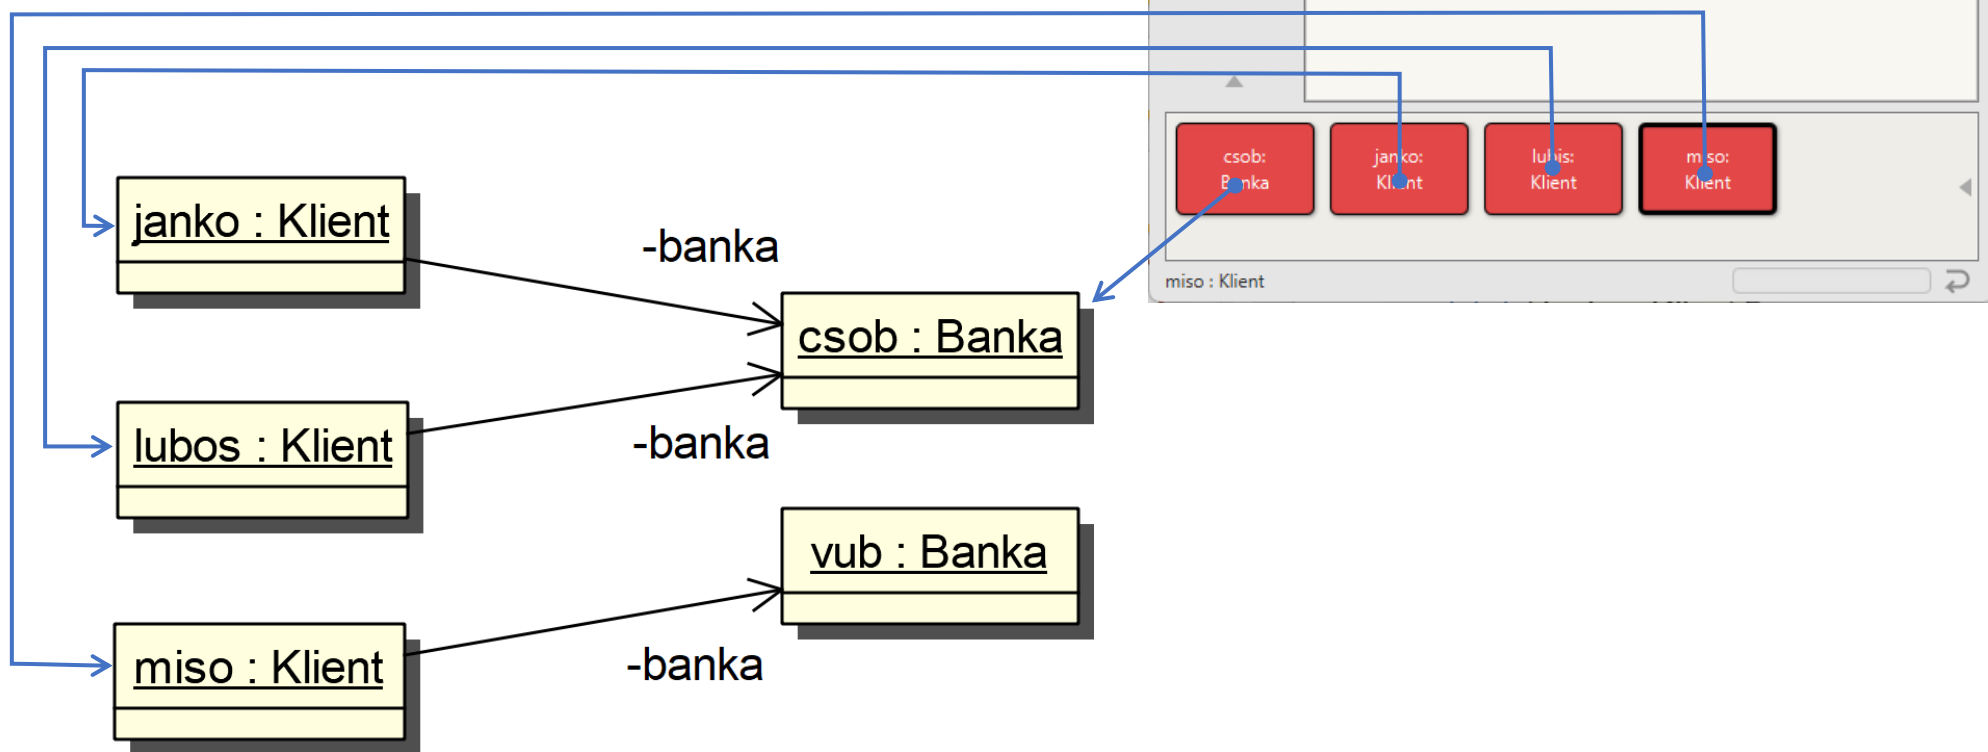 csob:
Banka
janko:
Klient
lubis:
Klient
miso:
Klient
miso : Klient
janko : Klient
-banka
csob : Banka
lubos : Klient
-banka
vub : Banka
miso : Klient
-banka